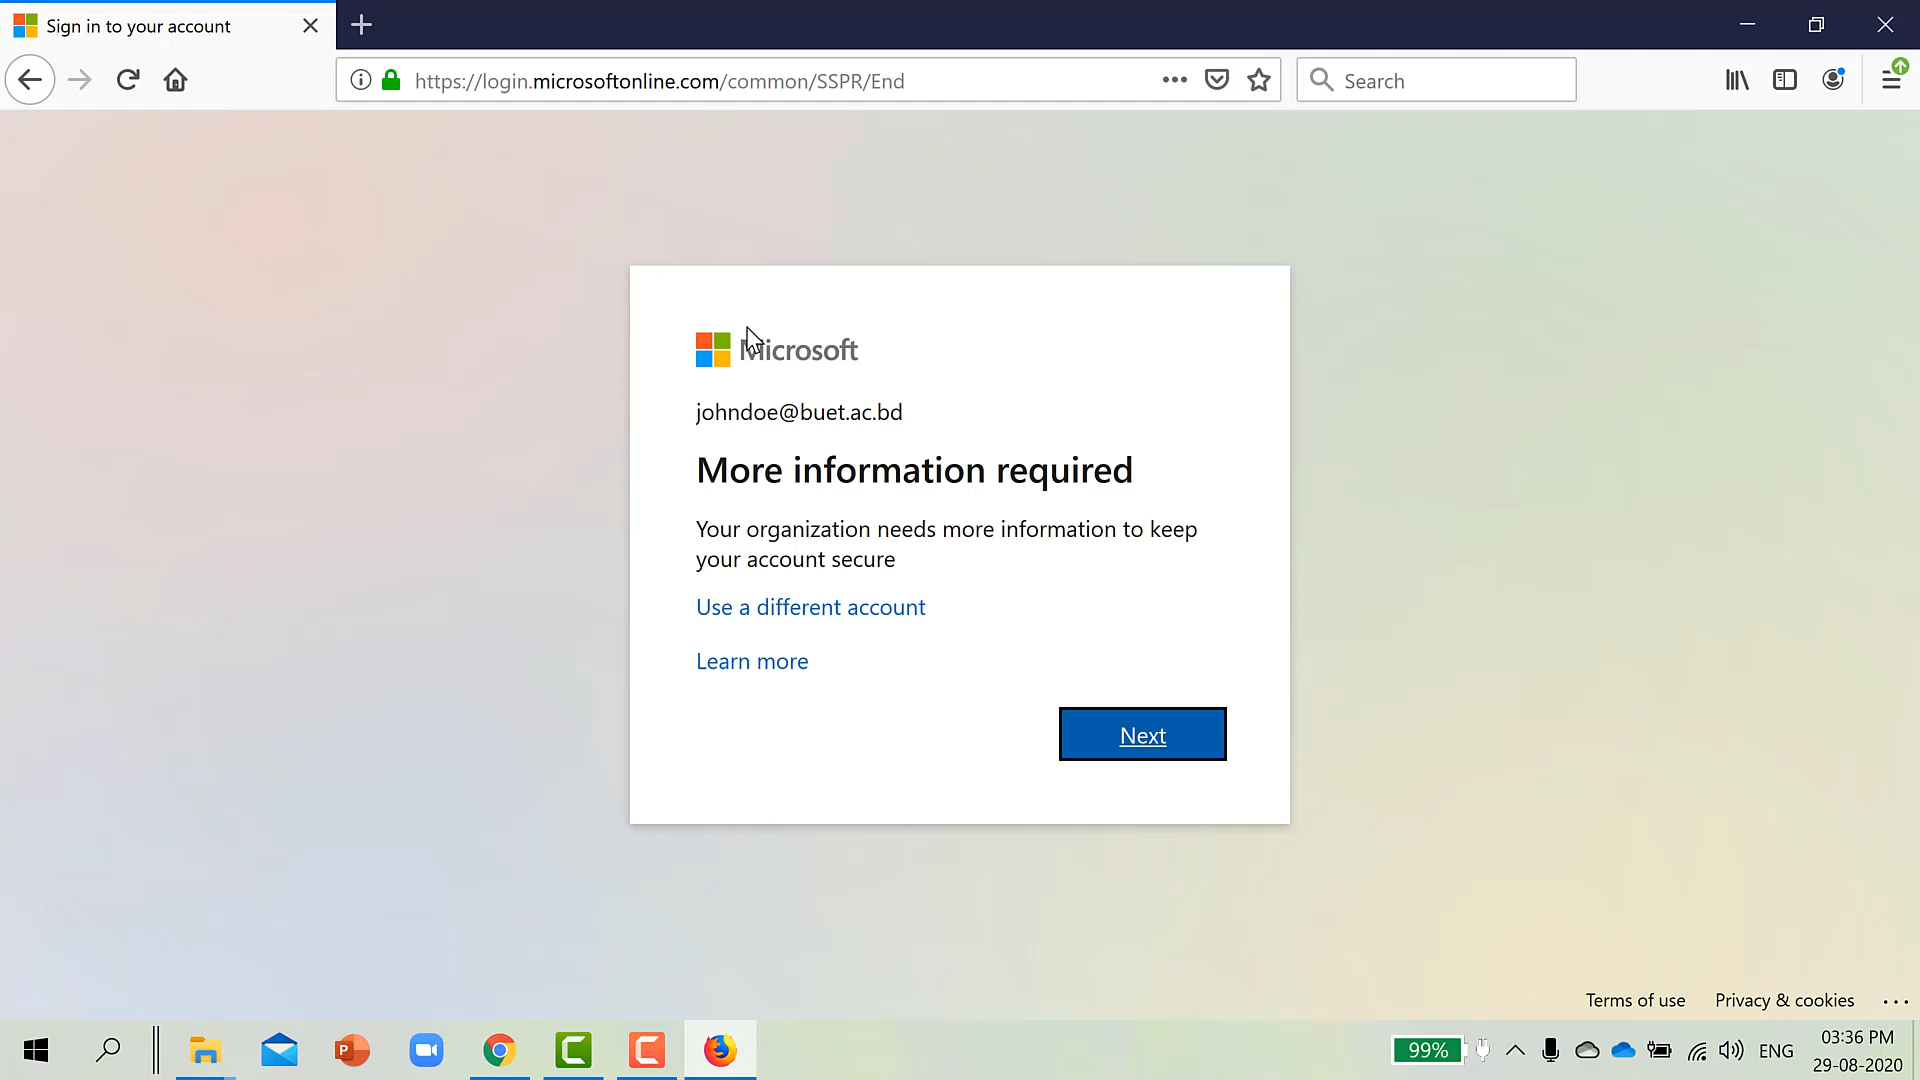 Sign in to your account
https://login.microsoftonline.com/common/SSPR/End
Search
Microsoft
johndoe@buet.ac.bd
More information required
Your organization needs more information to keep
your account secure
Use a different account
Learn more
Next
Terms of use
Privacy & cookies
99%
ENG
03:36 PM
29-08-2020